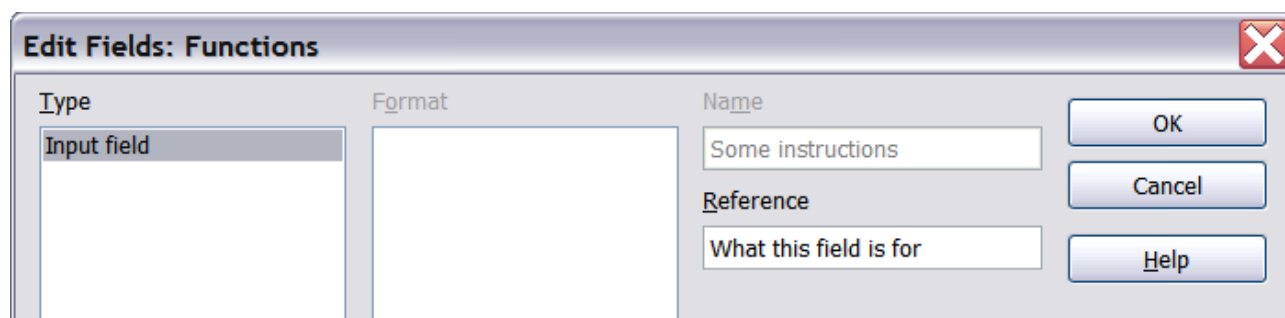 Edit Fields: Functions
Type
Format
Name
OK
Input field
Some instructions
Cancel
Reference
What this field is for
Help